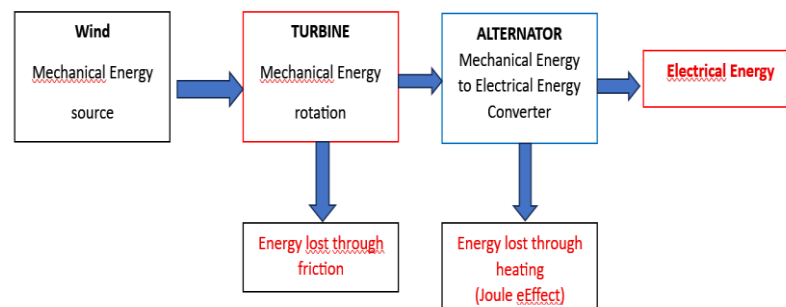 Wind
Mechanical Energy
source
TURBINE
Mechanical Energy
rotation
ALTERNATOR
Mechanical Energy
to Electrical Energy
Converter
Electrical Energy
Energy lost through
friction
Energy lost through
heating
(Joule eEffect)